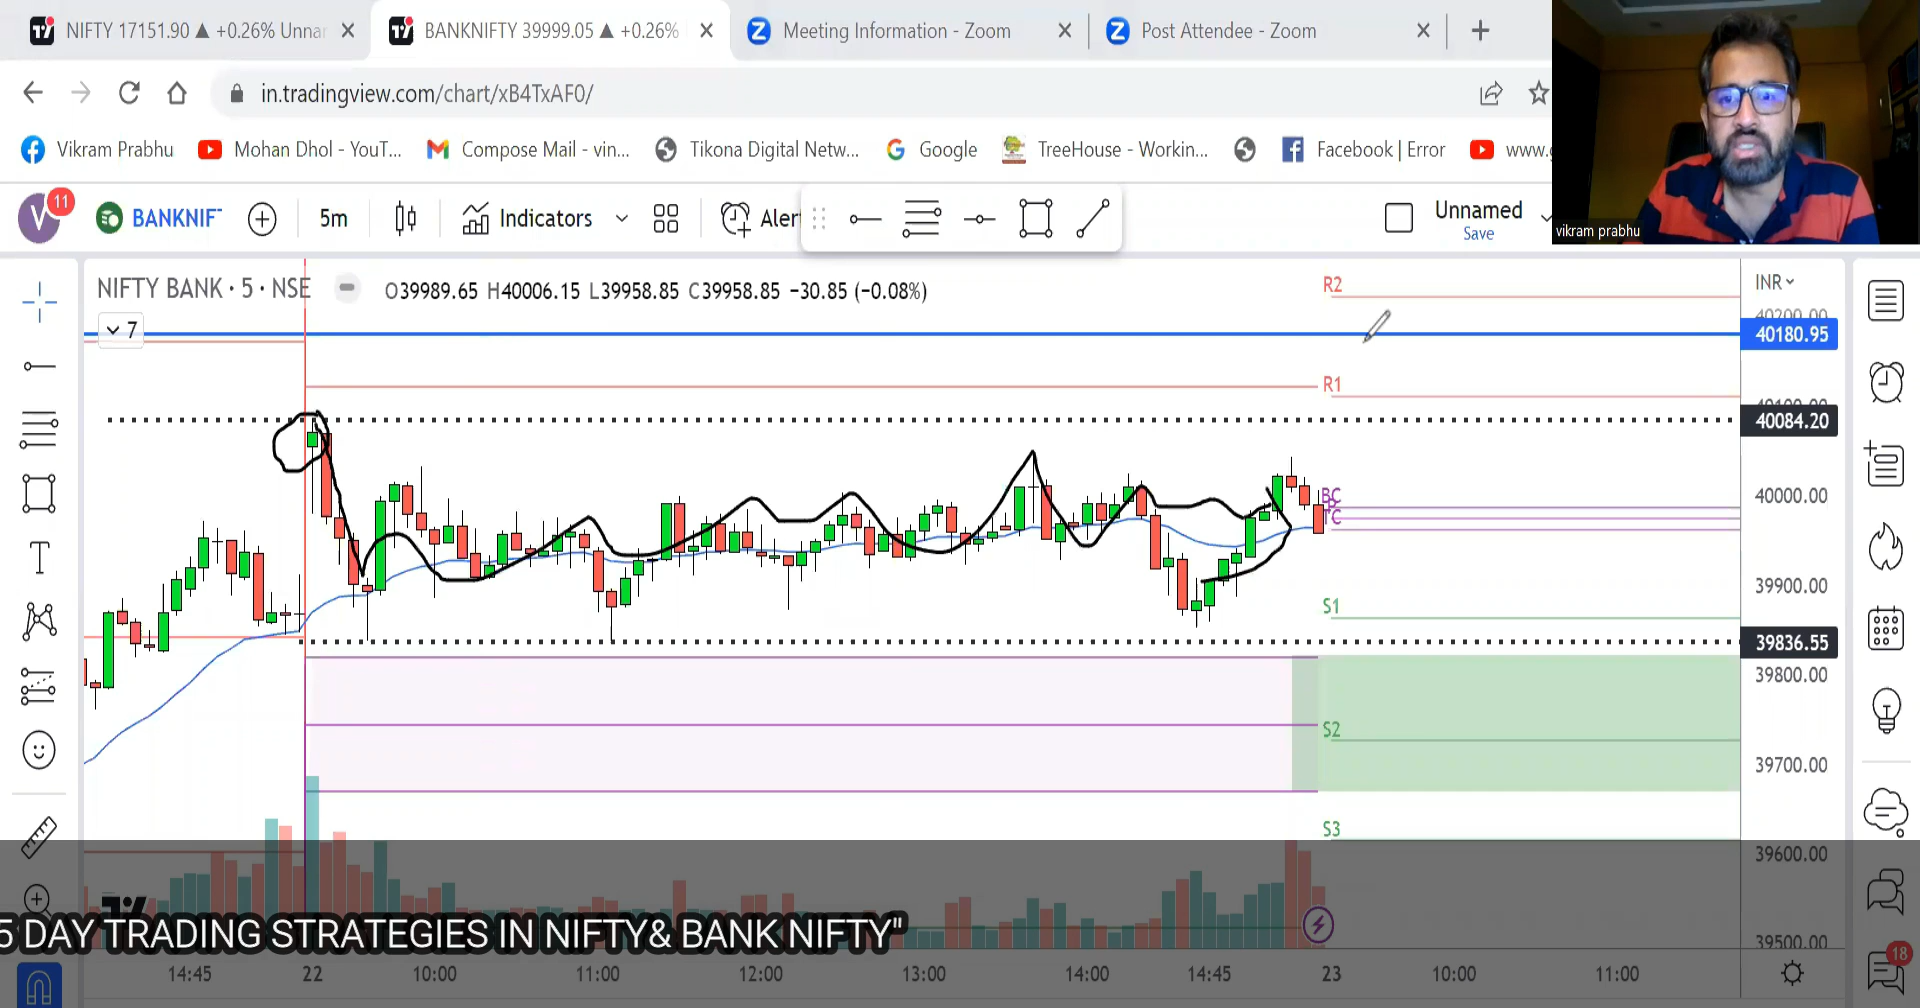 NIFTY 17151.90 ▲ +0.26% Unnar
BANKNIFTY 39999.05 ▲ +0.26%
Meeting Information - Zoom
Post Attendee - Zoom
in.tradingview.com/chart/xB4TxAF0/
Vikram Prabhu
Mohan Dhol - YouT...
Compose Mail - vin...
Tikona Digital Netw...
Google
TreeHouse - Workin...
Facebook | Error
www.g
V
11
BANKNIF
5m
Indicators
Alert
Unnamed
Save
vikram prabhu
NIFTY BANK · 5 · NSE
O39989.65 H40006.15 L39958.85 C39958.85 −30.85 (−0.08%)
7
INR
R2
40200.00
40180.95
R1
40084.20
BC
P
TC
40000.00
39900.00
S1
39836.55
39800.00
S2
39700.00
S3
39600.00
39500.00
5 DAY TRADING STRATEGIES IN NIFTY& BANK NIFTY"
14:45 22 10:00 11:00 12:00 13:00 14:00 14:45 23 10:00 11:00
18